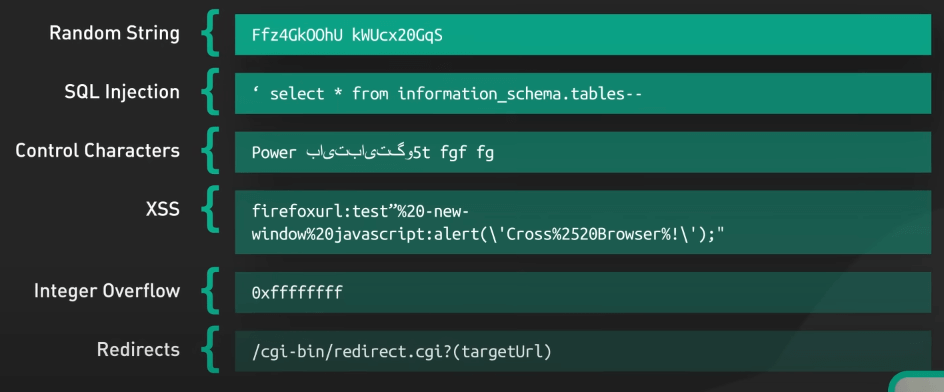 Random String { Ffz4GkOOhU kWUcx20GqS
SQL Injection { ‘ select * from information_schema.tables--
Control Characters { Power وگتیابتیاب5t fgf fg
XSS { firefoxurl:test”%20-new-
window%20javascript:alert(\'Cross%2520Browser%!\');"
Integer Overflow { 0xffffffff
Redirects { /cgi-bin/redirect.cgi?(targetUrl)